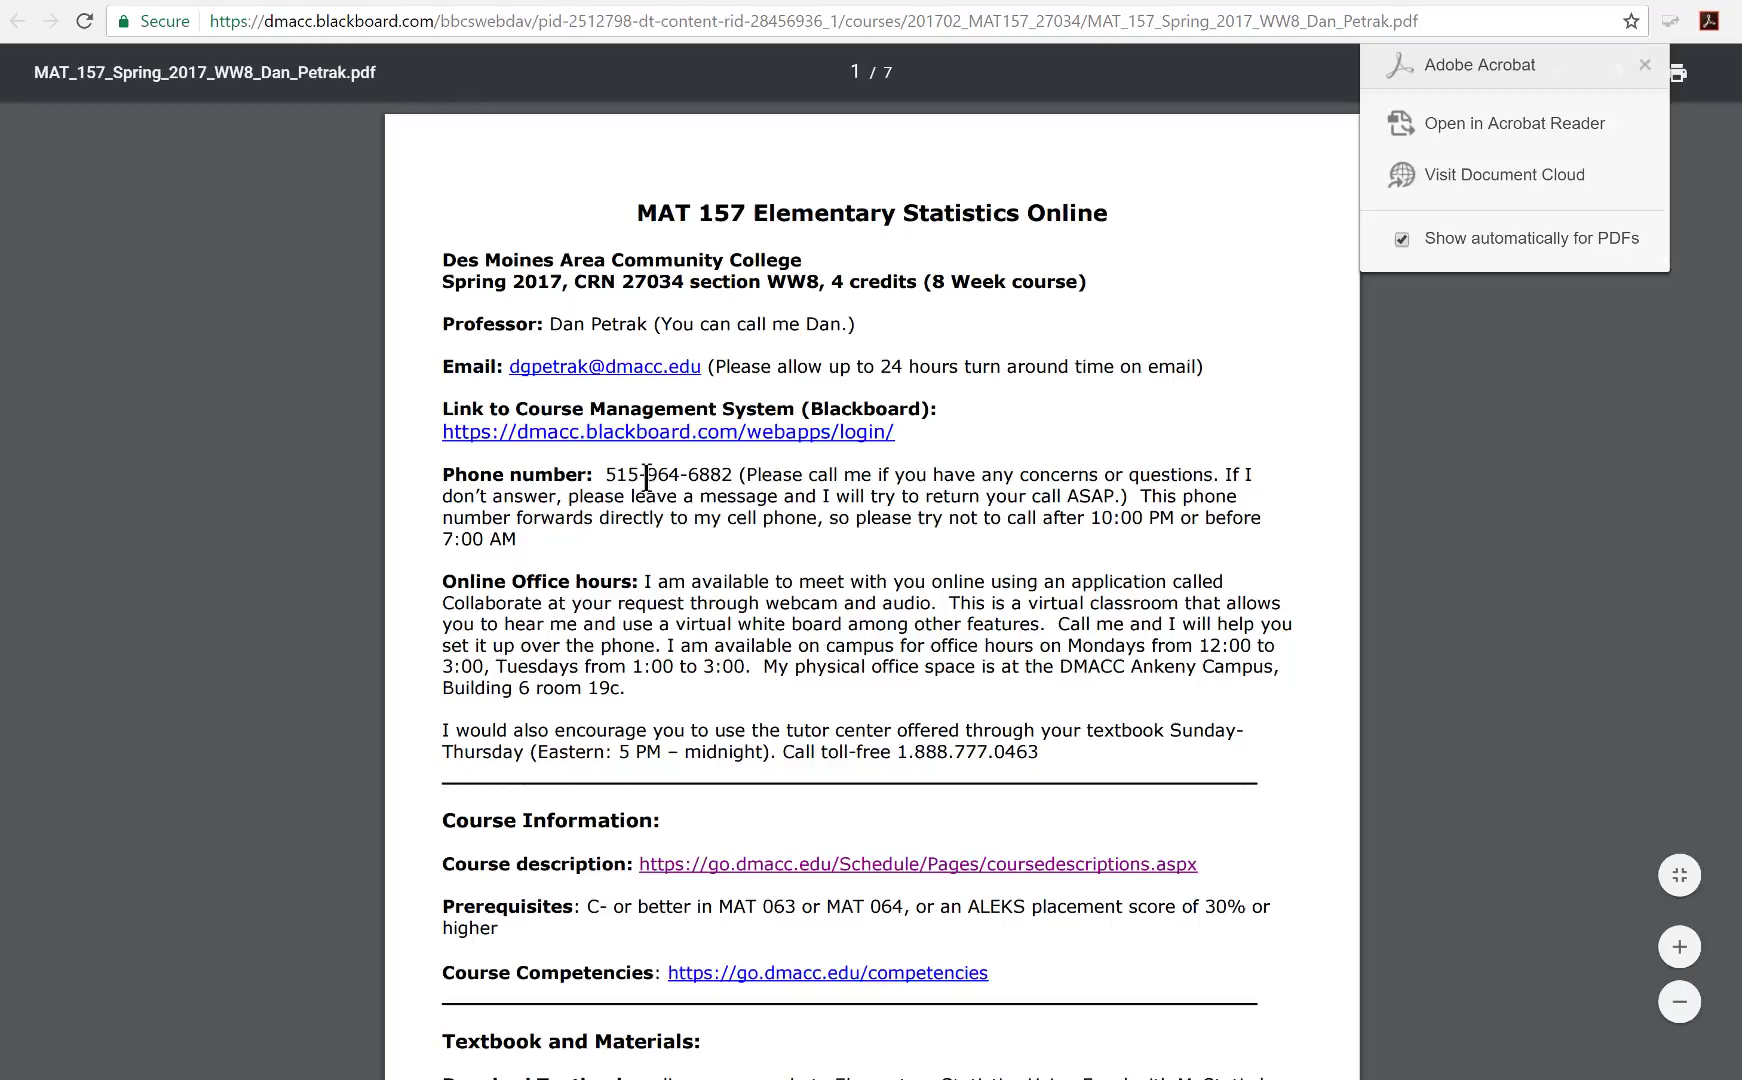 Secure https://dmacc.blackboard.com/bbcswebdav/pid-2512798-dt-content-rid-28456936_1/courses/201702_MAT157_27034/MAT_157_Spring_2017_WW8_Dan_Petrak.pdf
MAT_157_Spring_2017_WW8_Dan_Petrak.pdf
1 / 7
Adobe Acrobat
Open in Acrobat Reader
Visit Document Cloud
Show automatically for PDFs
MAT 157 Elementary Statistics Online
Des Moines Area Community College
Spring 2017, CRN 27034 section WW8, 4 credits (8 Week course)
Professor: Dan Petrak (You can call me Dan.)
Email: dgpetrak@dmacc.edu (Please allow up to 24 hours turn around time on email)
Link to Course Management System (Blackboard):
https://dmacc.blackboard.com/webapps/login/
Phone number: 515-964-6882 (Please call me if you have any concerns or questions. If I
don’t answer, please leave a message and I will try to return your call ASAP.) This phone
number forwards directly to my cell phone, so please try not to call after 10:00 PM or before
7:00 AM
Online Office hours: I am available to meet with you online using an application called
Collaborate at your request through webcam and audio. This is a virtual classroom that allows
you to hear me and use a virtual white board among other features. Call me and I will help you
set it up over the phone. I am available on campus for office hours on Mondays from 12:00 to
3:00, Tuesdays from 1:00 to 3:00. My physical office space is at the DMACC Ankeny Campus,
Building 6 room 19c.
I would also encourage you to use the tutor center offered through your textbook Sunday-
Thursday (Eastern: 5 PM – midnight). Call toll-free 1.888.777.0463
Course Information:
Course description: https://go.dmacc.edu/Schedule/Pages/coursedescriptions.aspx
Prerequisites: C- or better in MAT 063 or MAT 064, or an ALEKS placement score of 30% or
higher
Course Competencies: https://go.dmacc.edu/competencies
Textbook and Materials: